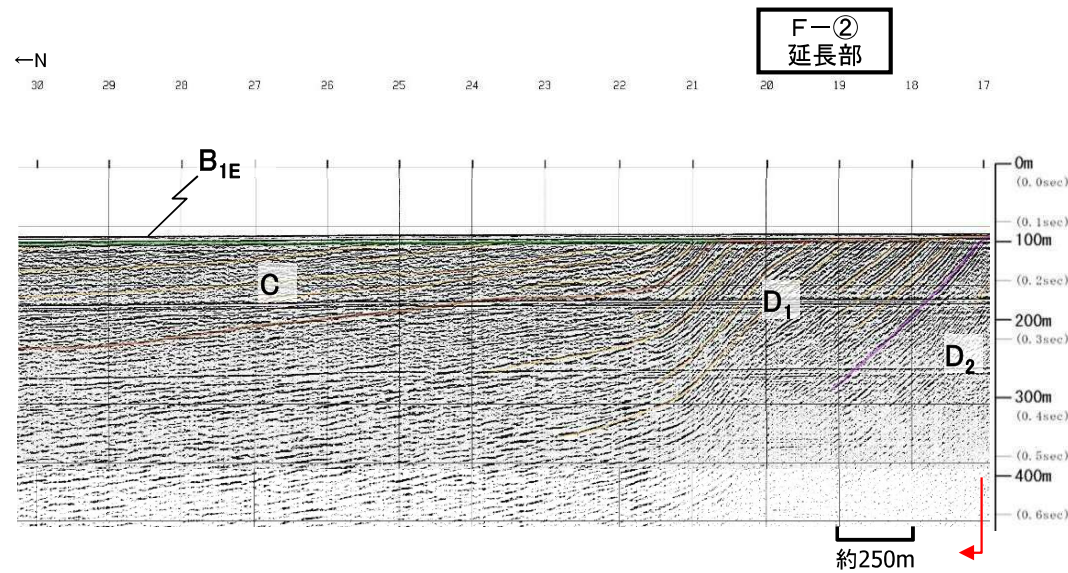 F－②
延長部
←N
30 29 28 27 26 25 24 23 22 21 20 19 18 17
B1E
0m
(0.0sec)
(0.1sec)
100m
C
(0.2sec)
D1
200m
(0.3sec)
D2
300m
(0.4sec)
(0.5sec)
400m
(0.6sec)
約250m